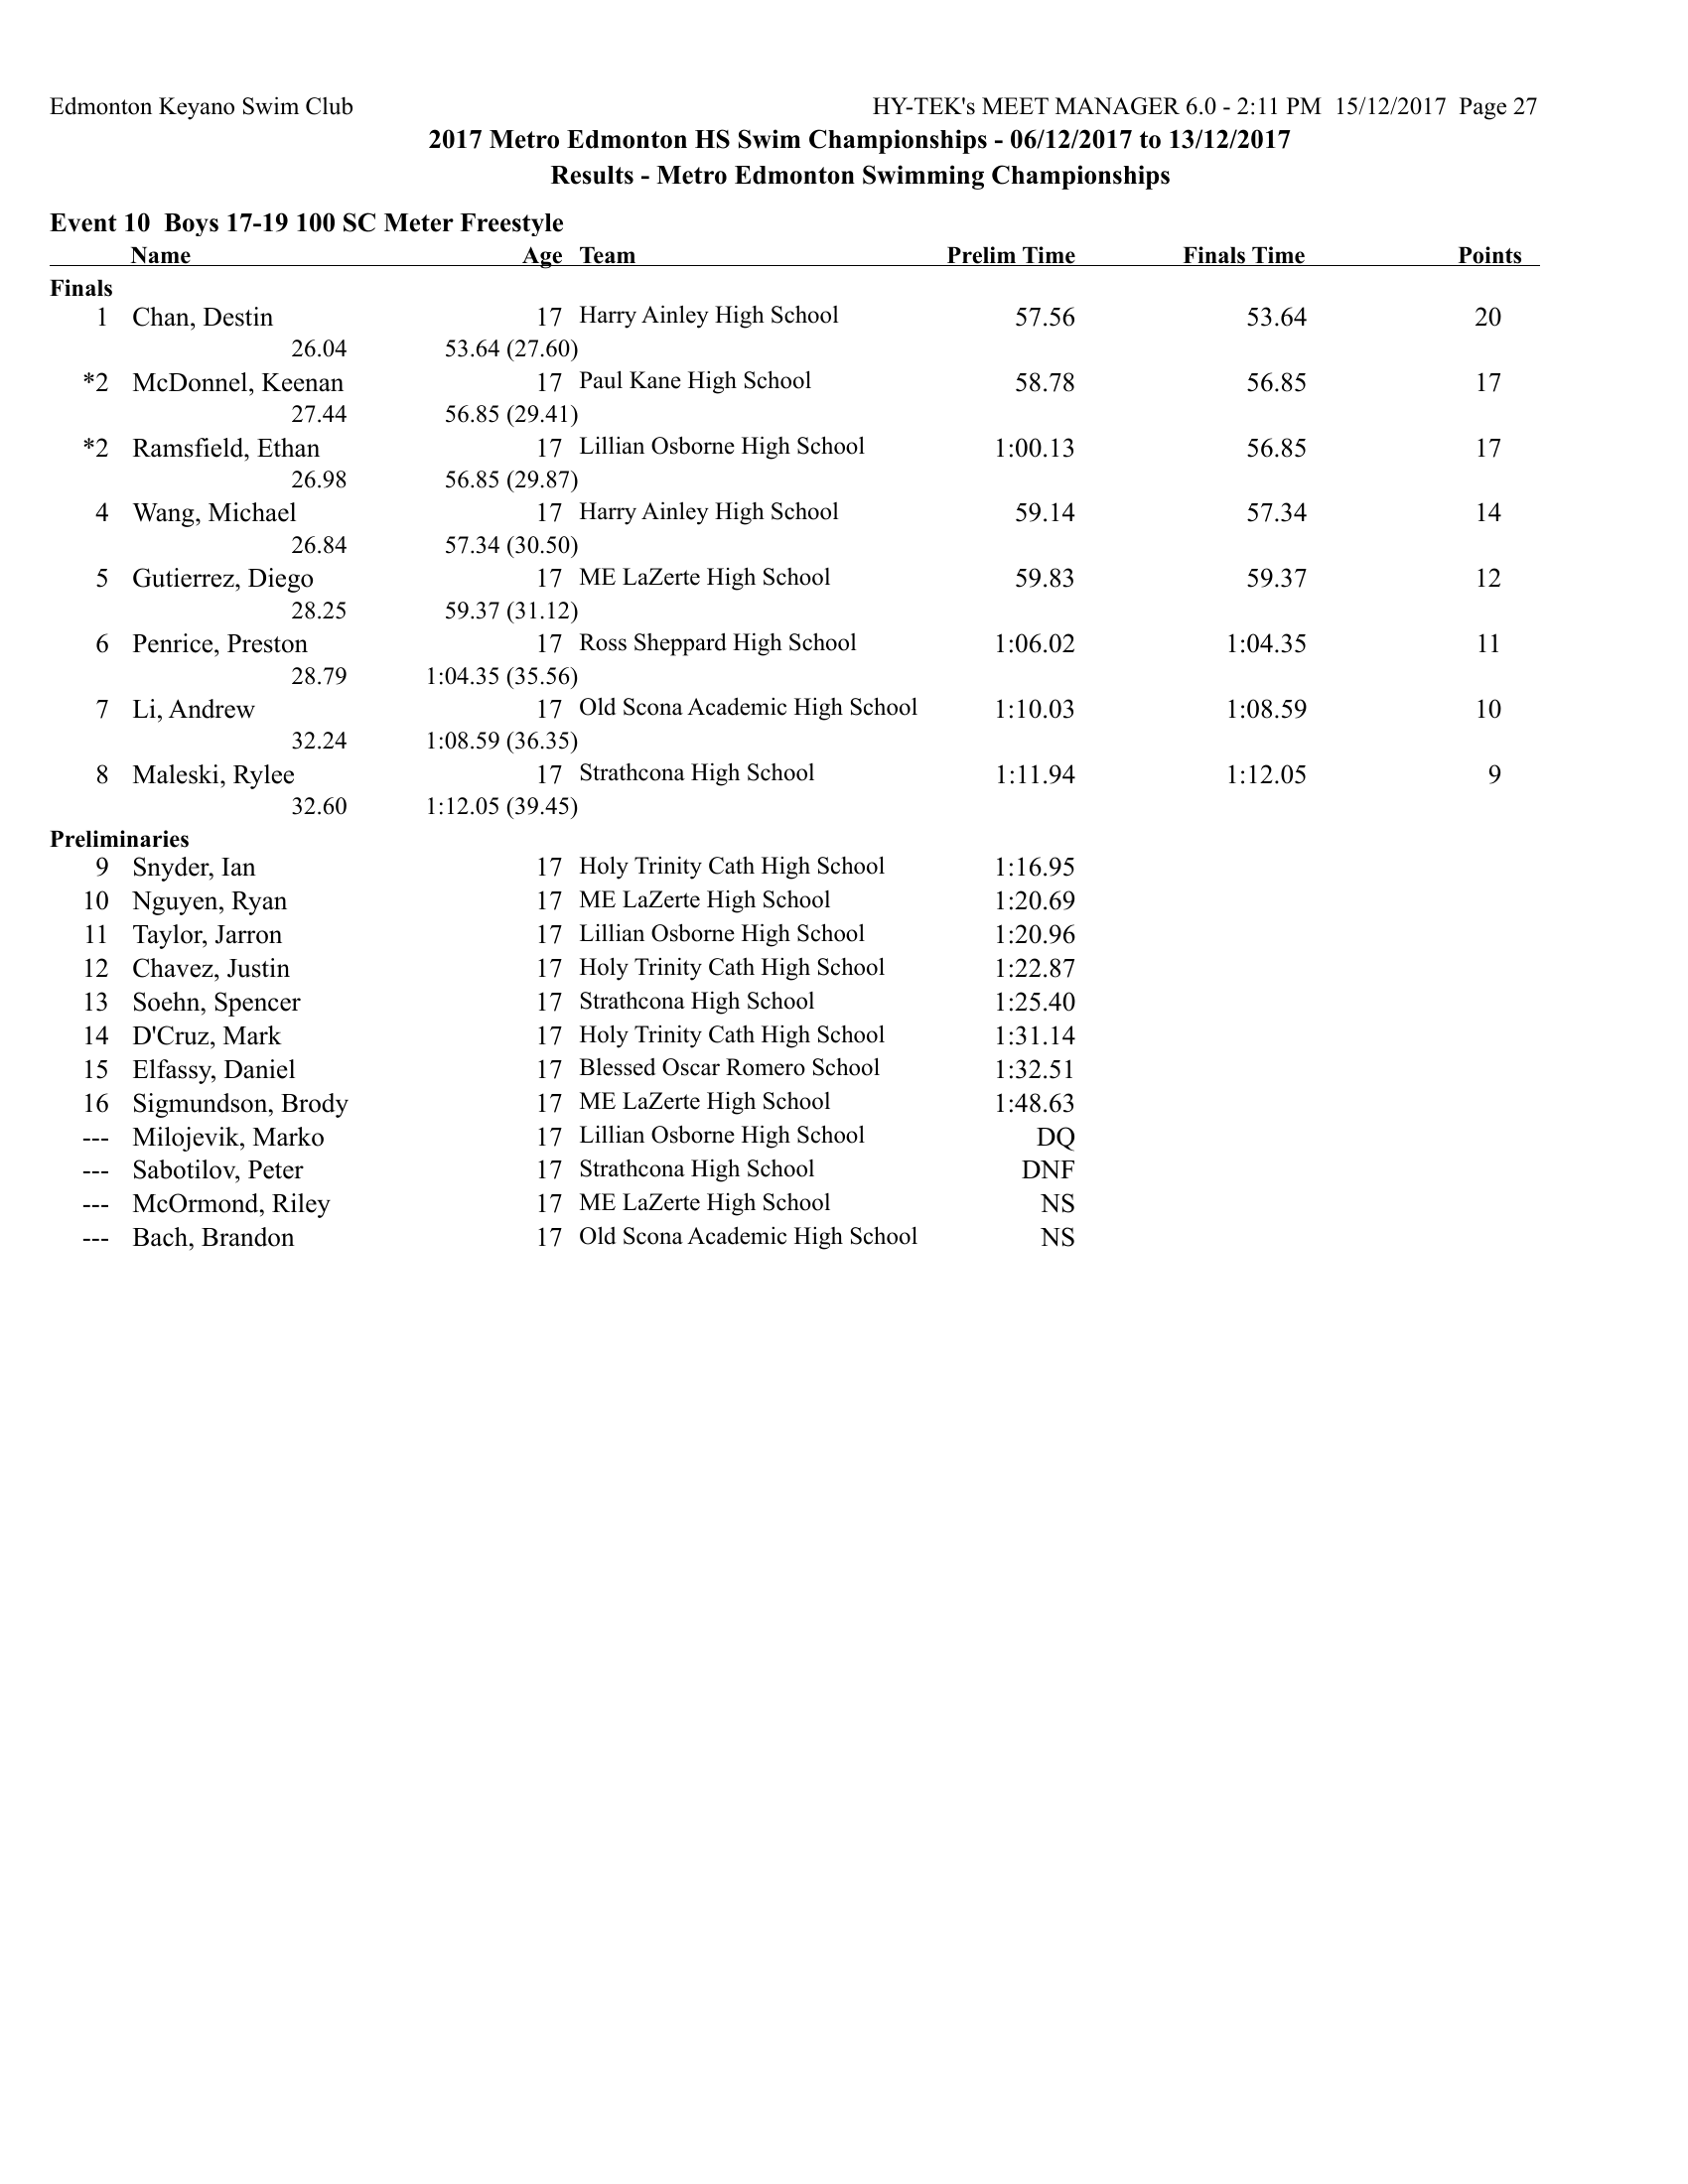 Edmonton Keyano Swim Club HY-TEK's MEET MANAGER 6.0 - 2:11 PM 15/12/2017 Page 27
2017 Metro Edmonton HS Swim Championships - 06/12/2017 to 13/12/2017
Results - Metro Edmonton Swimming Championships
Event 10 Boys 17-19 100 SC Meter Freestyle
Name Age Team Prelim Time Finals Time Points
Finals
1 Chan, Destin 17 Harry Ainley High School 57.56 53.64 20
26.04 53.64 (27.60)
*2 McDonnel, Keenan 17 Paul Kane High School 58.78 56.85 17
27.44 56.85 (29.41)
*2 Ramsfield, Ethan 17 Lillian Osborne High School 1:00.13 56.85 17
26.98 56.85 (29.87)
4 Wang, Michael 17 Harry Ainley High School 59.14 57.34 14
26.84 57.34 (30.50)
5 Gutierrez, Diego 17 ME LaZerte High School 59.83 59.37 12
28.25 59.37 (31.12)
6 Penrice, Preston 17 Ross Sheppard High School 1:06.02 1:04.35 11
28.79 1:04.35 (35.56)
7 Li, Andrew 17 Old Scona Academic High School 1:10.03 1:08.59 10
32.24 1:08.59 (36.35)
8 Maleski, Rylee 17 Strathcona High School 1:11.94 1:12.05 9
32.60 1:12.05 (39.45)
Preliminaries
9 Snyder, Ian 17 Holy Trinity Cath High School 1:16.95
10 Nguyen, Ryan 17 ME LaZerte High School 1:20.69
11 Taylor, Jarron 17 Lillian Osborne High School 1:20.96
12 Chavez, Justin 17 Holy Trinity Cath High School 1:22.87
13 Soehn, Spencer 17 Strathcona High School 1:25.40
14 D'Cruz, Mark 17 Holy Trinity Cath High School 1:31.14
15 Elfassy, Daniel 17 Blessed Oscar Romero School 1:32.51
16 Sigmundson, Brody 17 ME LaZerte High School 1:48.63
--- Milojevik, Marko 17 Lillian Osborne High School DQ
--- Sabotilov, Peter 17 Strathcona High School DNF
--- McOrmond, Riley 17 ME LaZerte High School NS
--- Bach, Brandon 17 Old Scona Academic High School NS